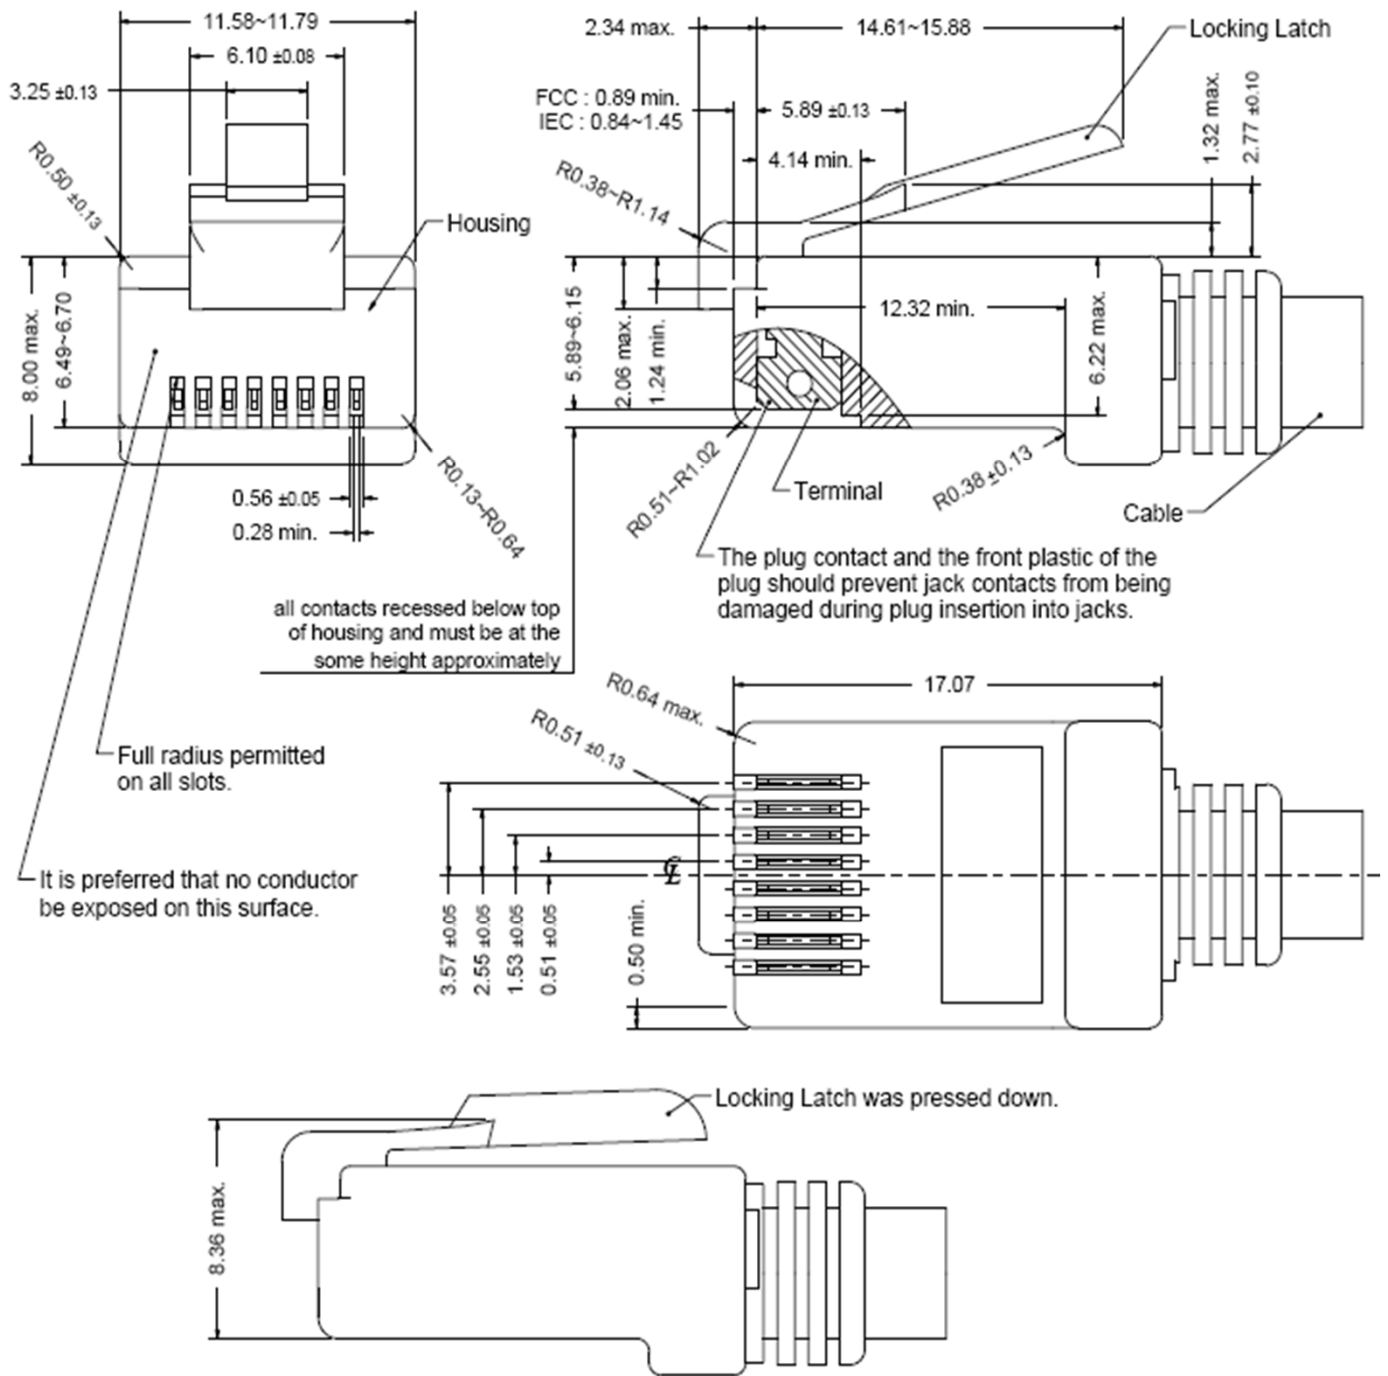 11.58~11.79
6.10 ±0.08
3.25 ±0.13
R0.50 ±0.13
Housing
8.00 max.
6.49~6.70
0.56 ±0.05
0.28 min.
R0.13~R0.64
2.34 max.
14.61~15.88
Locking Latch
FCC : 0.89 min.
IEC : 0.84~1.45
5.89 ±0.13
4.14 min.
1.32 max.
2.77 ±0.10
R0.38~R1.14
5.89~6.15
2.06 max.
1.24 min.
12.32 min.
6.22 max.
R0.51~R1.02
Terminal
R0.38 ±0.13
Cable
The plug contact and the front plastic of the
plug should prevent jack contacts from being
damaged during plug insertion into jacks.
all contacts recessed below top
of housing and must be at the
some height approximately
Full radius permitted
on all slots.
It is preferred that no conductor
be exposed on this surface.
17.07
R0.64 max.
R0.51 ±0.13
℄
3.57 ±0.05
2.55 ±0.05
1.53 ±0.05
0.51 ±0.05
0.50 min.
Locking Latch was pressed down.
8.36 max.